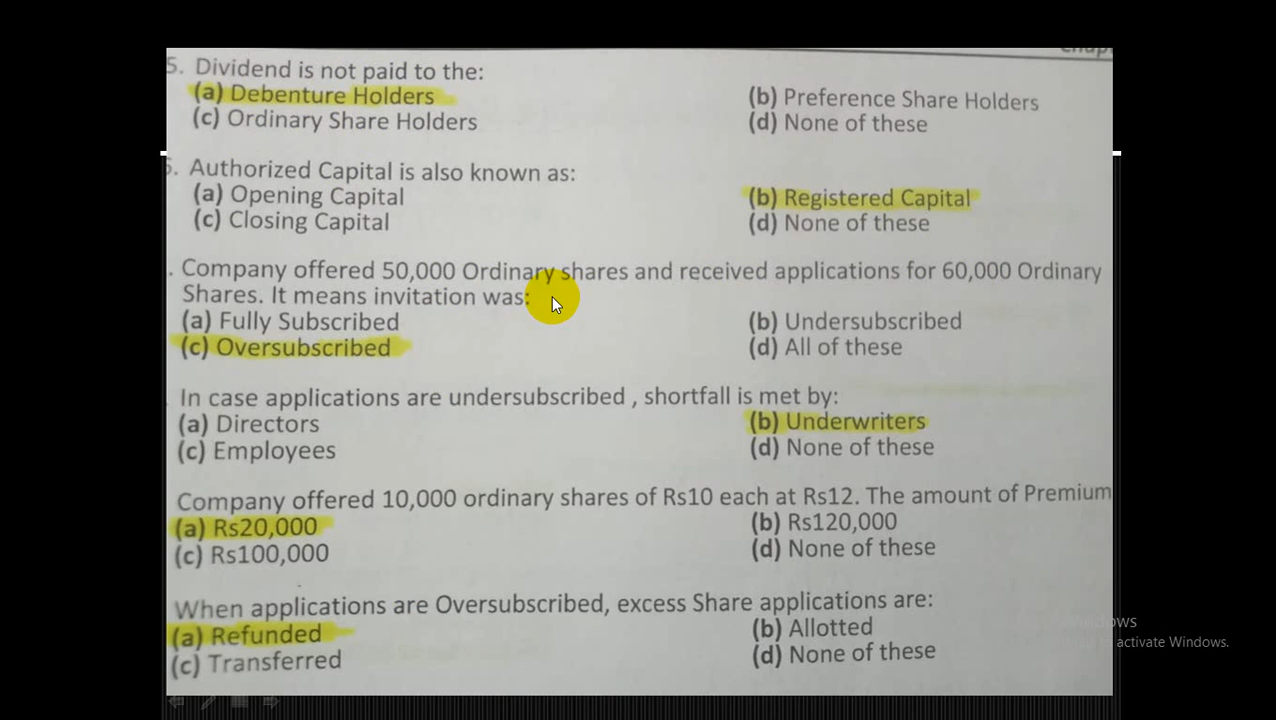 5. Dividend is not paid to the:
(a) Debenture Holders (b) Preference Share Holders
(c) Ordinary Share Holders (d) None of these
5. Authorized Capital is also known as:
(a) Opening Capital (b) Registered Capital
(c) Closing Capital (d) None of these
. Company offered 50,000 Ordinary shares and received applications for 60,000 Ordinary
Shares. It means invitation was:
(a) Fully Subscribed (b) Undersubscribed
(c) Oversubscribed (d) All of these
In case applications are undersubscribed , shortfall is met by:
(a) Directors (b) Underwriters
(c) Employees (d) None of these
Company offered 10,000 ordinary shares of Rs10 each at Rs12. The amount of Premium
(a) Rs20,000 (b) Rs120,000
(c) Rs100,000 (d) None of these
When applications are Oversubscribed, excess Share applications are:
(a) Refunded (b) Allotted
(c) Transferred (d) None of these
activate Windows.